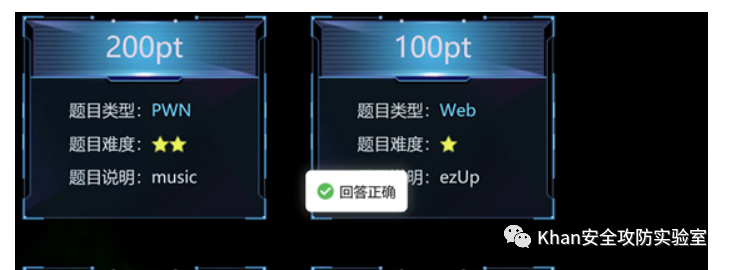 200pt
题目类型：PWN
题目难度：
题目说明：music
100pt
题目类型：Web
题目难度：
明：ezUp
回答正确
Khan安全攻防实验室